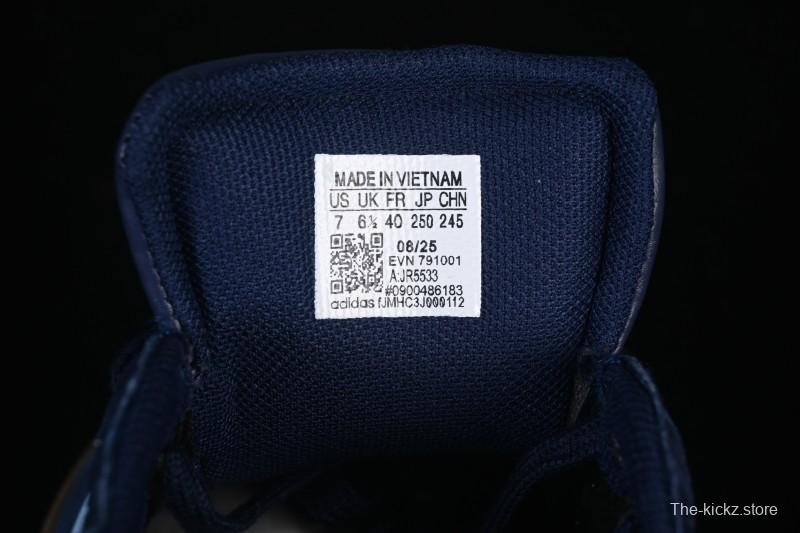 MADE IN VIETNAM
US UK FR JP CHN
7 6½ 40 250 245
08/25
EVN 791001
A:JR5533
#0900486183
adidas fJMHC3J000112
The-kickz.store